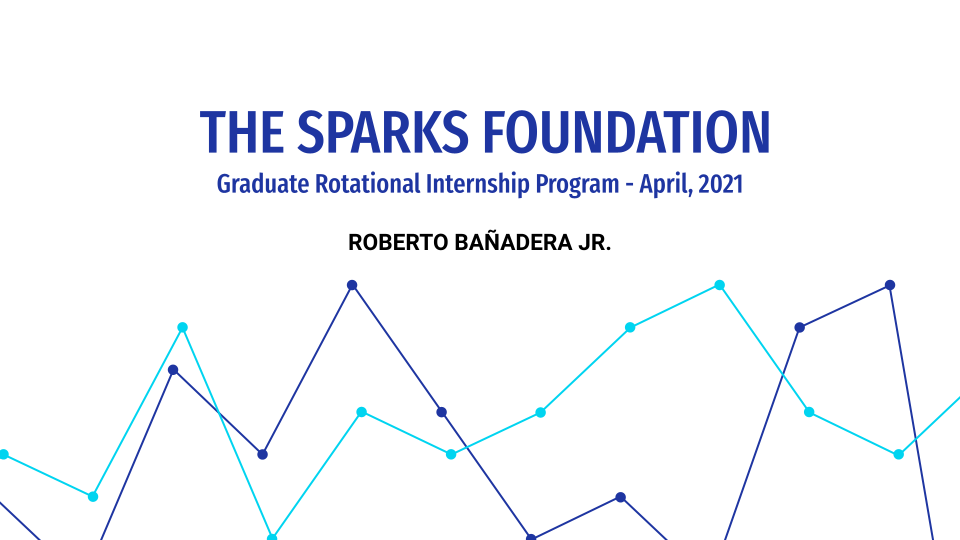 THE SPARKS FOUNDATION
Graduate Rotational Internship Program - April, 2021
ROBERTO BAÑADERA JR.